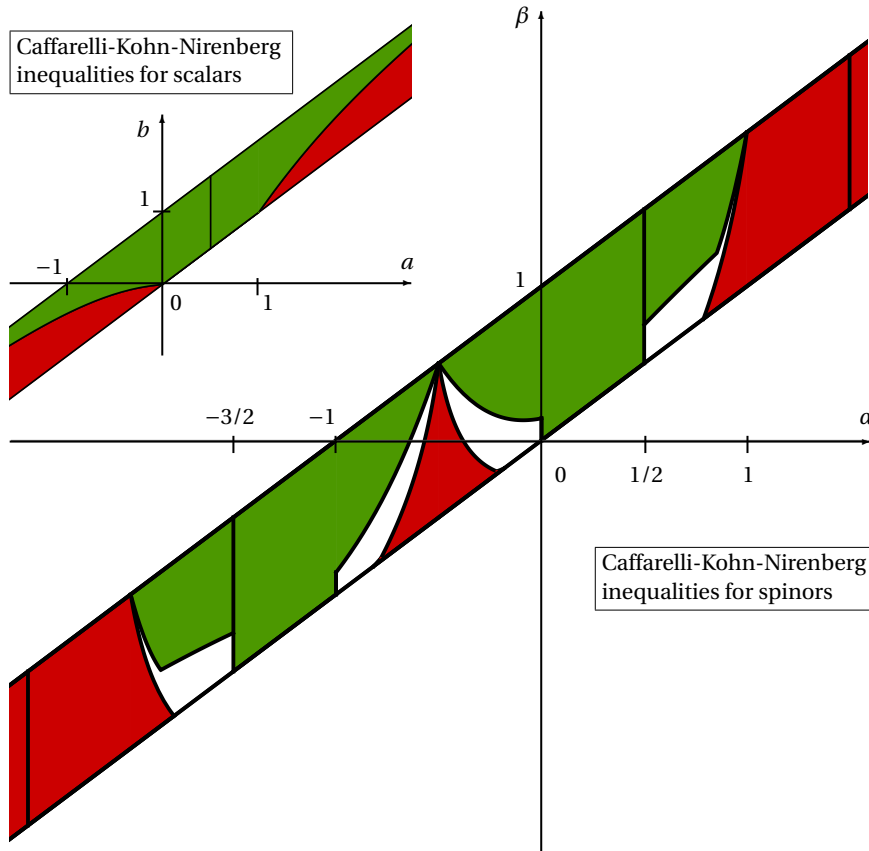 Caffarelli-Kohn-Nirenberg
inequalities for scalars
b
1
−1
a
0
1
β
1
−3/2
−1
α
0
1/2
1
Caffarelli-Kohn-Nirenberg
inequalities for spinors